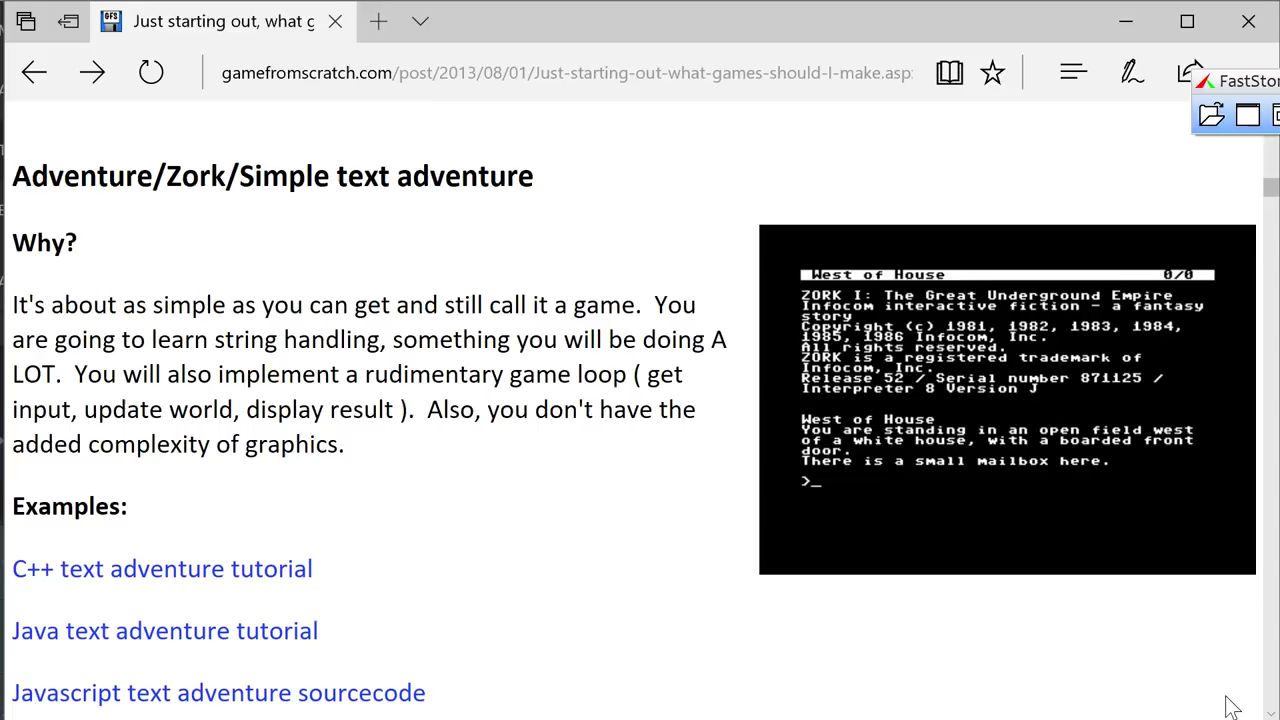 Just starting out, what g
gamefromscratch.com/post/2013/08/01/Just-starting-out-what-games-should-I-make.asp
FastSto
Adventure/Zork/Simple text adventure
Why?
It's about as simple as you can get and still call it a game. You
are going to learn string handling, something you will be doing A
LOT. You will also implement a rudimentary game loop ( get
input, update world, display result ). Also, you don't have the
added complexity of graphics.
Examples:
C++ text adventure tutorial
Java text adventure tutorial
Javascript text adventure sourcecode
West of House 0/0
ZORK I: The Great Underground Empire
Infocom interactive fiction - a fantasy
story
Copyright (c) 1981, 1982, 1983, 1984,
1985, 1986 Infocom, Inc.
All rights reserved.
ZORK is a registered trademark of
Infocom, Inc.
Release 52 / Serial number 871125 /
Interpreter 8 Version J
West of House
You are standing in an open field west
of a white house, with a boarded front
door.
There is a small mailbox here.
>_